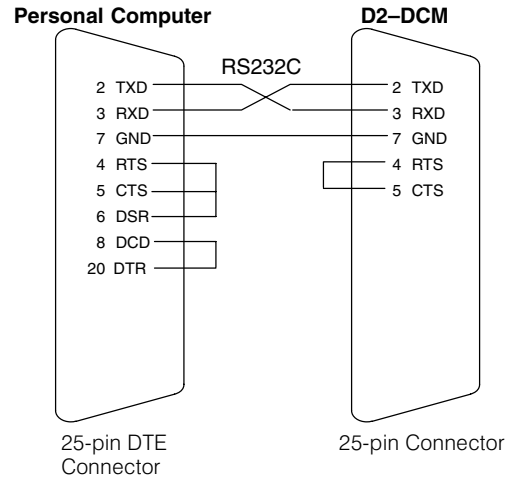 Personal Computer
D2–DCM
RS232C
2 TXD
3 RXD
7 GND
4 RTS
5 CTS
6 DSR
8 DCD
20 DTR
2 TXD
3 RXD
7 GND
4 RTS
5 CTS
25-pin DTE
Connector
25-pin Connector